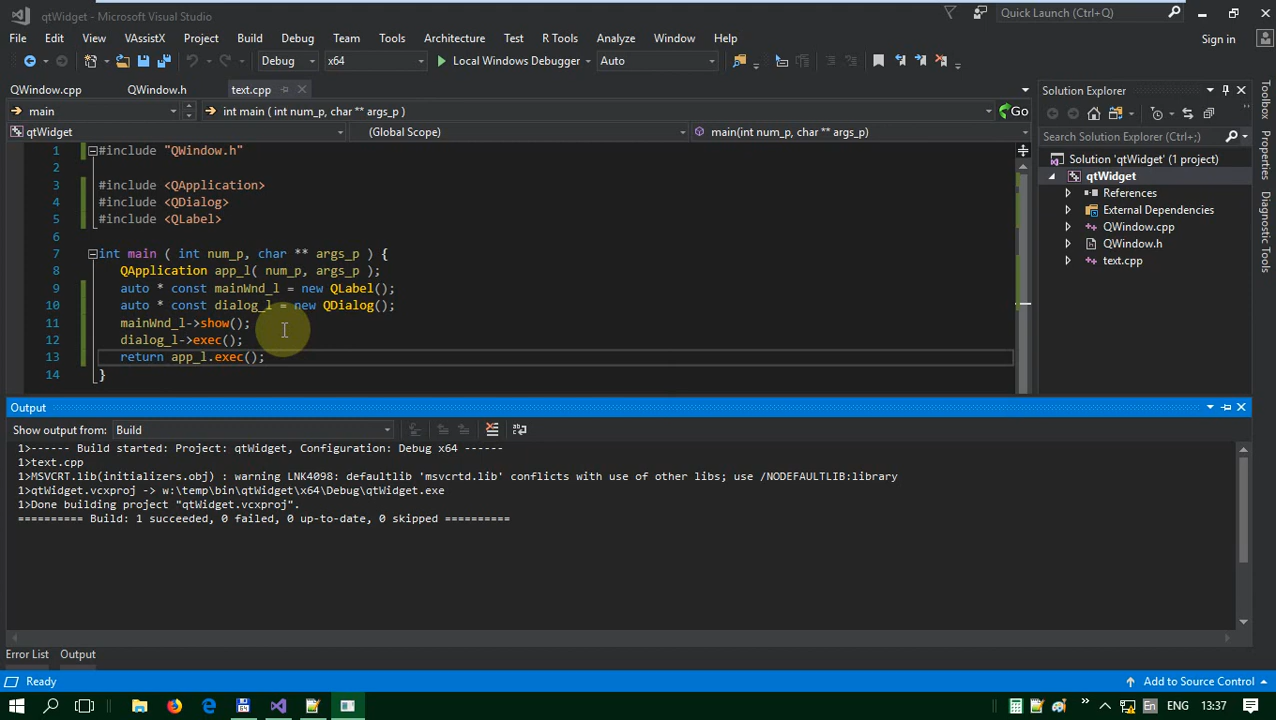 qtWidget - Microsoft Visual Studio
Quick Launch (Ctrl+Q)
File Edit View VAssistX Project Build Debug Team Tools Architecture Test R Tools Analyze Window Help
Sign in
Debug x64 Local Windows Debugger Auto
QWindow.cpp QWindow.h text.cpp
main int main ( int num_p, char ** args_p ) Go
qtWidget (Global Scope) main(int num_p, char ** args_p)
1 #include "QWindow.h"
2
3 #include <QApplication>
4 #include <QDialog>
5 #include <QLabel>
6
7 int main ( int num_p, char ** args_p ) {
8 QApplication app_l( num_p, args_p );
9 auto * const mainWnd_l = new QLabel();
10 auto * const dialog_l = new QDialog();
11 mainWnd_l->show();
12 dialog_l->exec();
13 return app_l.exec();
14 }
Solution Explorer
Search Solution Explorer (Ctrl+;)
Solution 'qtWidget' (1 project)
qtWidget
References
External Dependencies
QWindow.cpp
QWindow.h
text.cpp
Toolbox
Properties
Diagnostic Tools
Output
Show output from: Build
1>------ Build started: Project: qtWidget, Configuration: Debug x64 ------
1>text.cpp
1>MSVCRT.lib(initializers.obj) : warning LNK4098: defaultlib 'msvcrtd.lib' conflicts with use of other libs; use /NODEFAULTLIB:library
1>qtWidget.vcxproj -> w:\temp\bin\qtWidget\x64\Debug\qtWidget.exe
1>Done building project "qtWidget.vcxproj".
========== Build: 1 succeeded, 0 failed, 0 up-to-date, 0 skipped ==========
Error List Output
Ready
Add to Source Control
64
En ENG 13:37